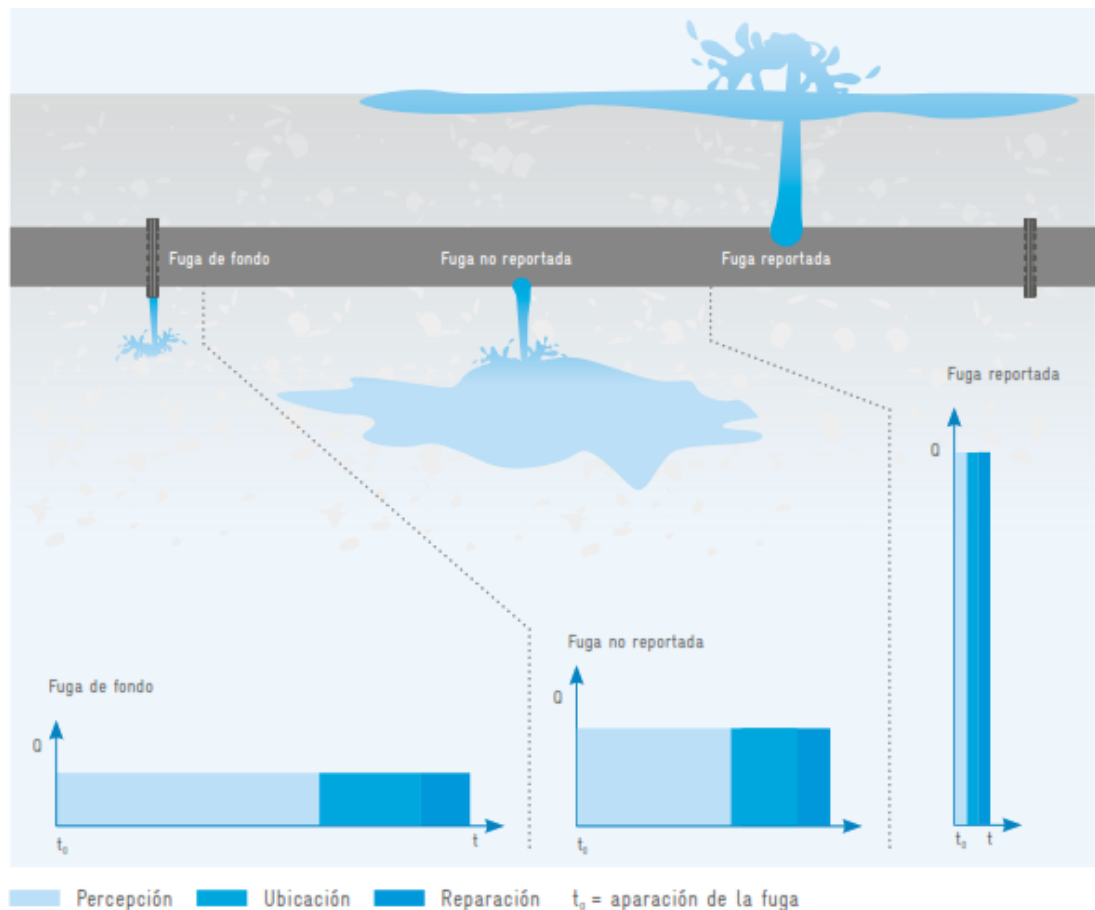 Fuga de fondo
Fuga no reportada
Fuga reportada
Fuga reportada
Q
t₀ t
Fuga no reportada
Q
Fuga de fondo
Q
t₀ t
Percepción Ubicación Reparación t₀ = aparación de la fuga